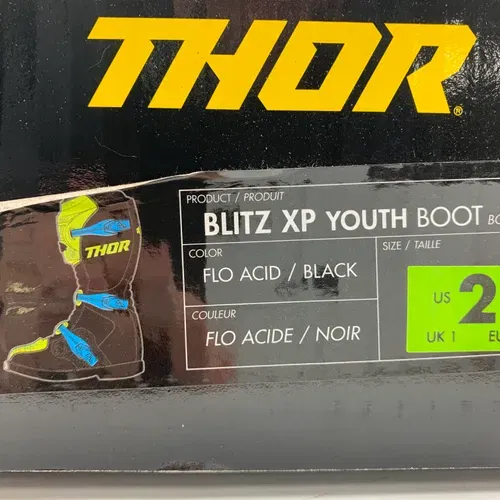 THOR®
PRODUCT / PRODUIT
BLITZ XP YOUTH BOOT
COLOR
FLO ACID / BLACK
COULEUR
FLO ACIDE / NOIR
SIZE / TAILLE
US 2
UK 1
THOR